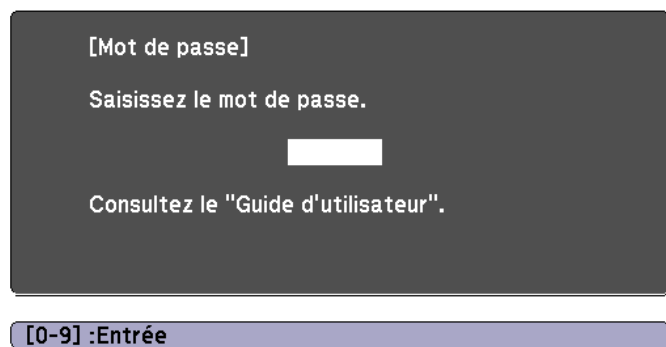 [Mot de passe]
Saisissez le mot de passe.
Consultez le "Guide d'utilisateur".
[0-9] :Entrée